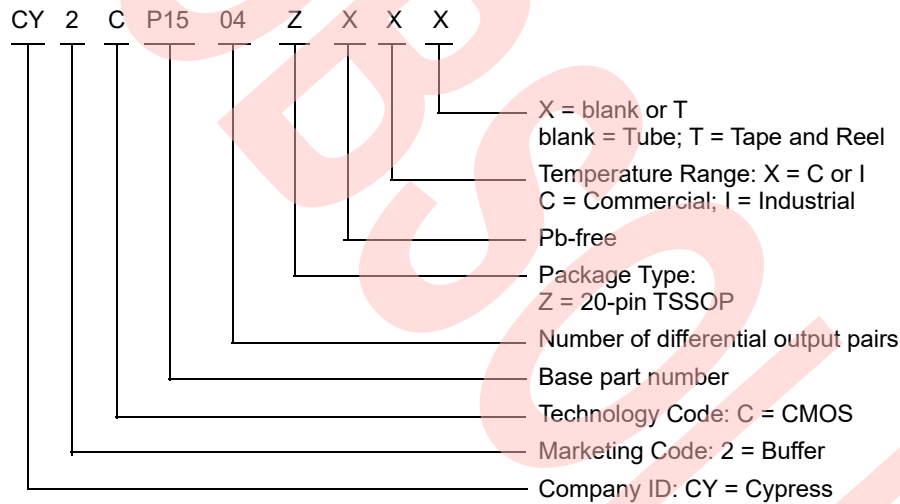 CY 2 C P15 04 Z X X X
X = blank or T
blank = Tube; T = Tape and Reel
Temperature Range: X = C or I
C = Commercial; I = Industrial
Pb-free
Package Type:
Z = 20-pin TSSOP
Number of differential output pairs
Base part number
Technology Code: C = CMOS
Marketing Code: 2 = Buffer
Company ID: CY = Cypress